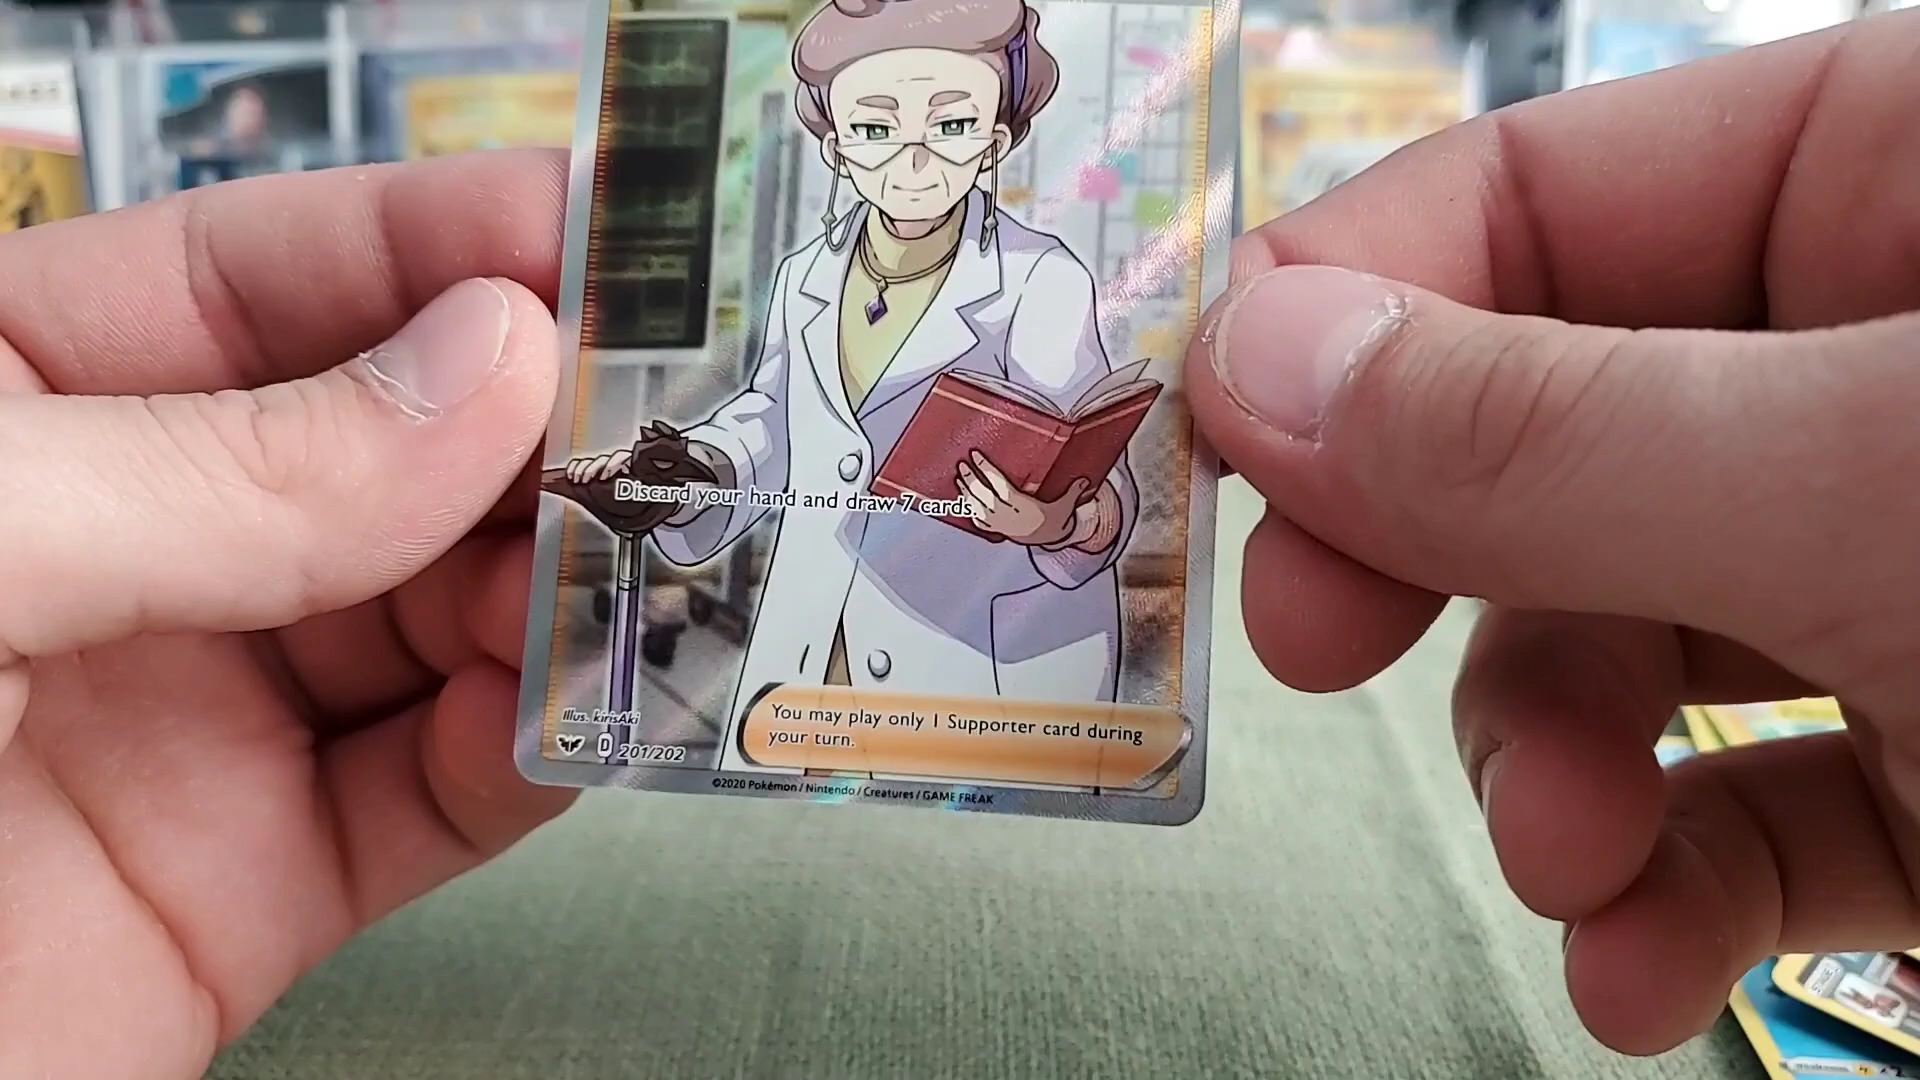 Discard your hand and draw 7 cards.
You may play only 1 Supporter card during
your turn.
Illus. kirisAki
D 201/202
©2020 Pokémon / Nintendo / Creatures / GAME FREAK